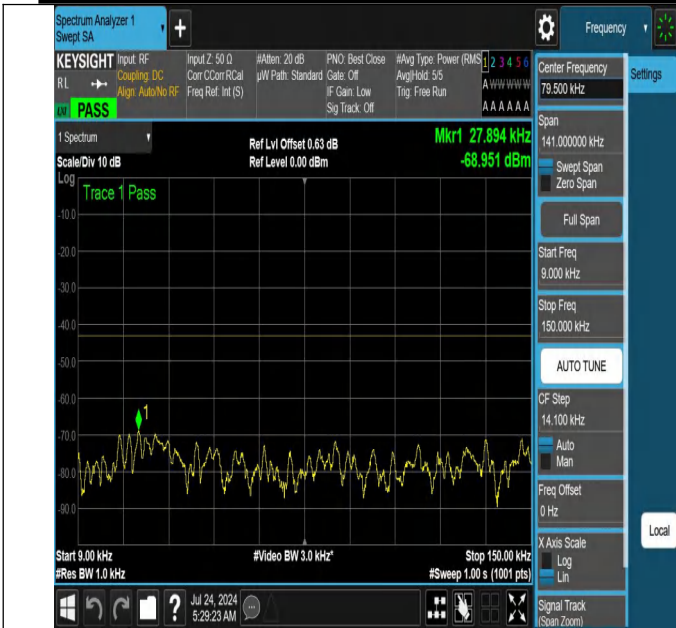 Spectrum Analyzer 1
Swept SA
+
Frequency
KEYSIGHT
RL
PASS
Input: RF
Coupling: DC
Align: Auto/No RF
Input Z: 50 Ω
Corr CCorr RCal
Freq Ref: Int (S)
#Atten: 20 dB
µW Path: Standard
PNO: Best Close
Gate: Off
IF Gain: Low
Sig Track: Off
#Avg Type: Power (RMS
Avg|Hold: 5/5
Trig: Free Run
1 2 3 4 5 6
A W W W W W
A A A A A A
Center Frequency
79.500 kHz
Settings
Span
141.000000 kHz
Swept Span
Zero Span
Full Span
Start Freq
9.000 kHz
Stop Freq
150.000 kHz
AUTO TUNE
CF Step
14.100 kHz
Auto
Man
Freq Offset
0 Hz
X Axis Scale
Log
Lin
Signal Track
(Span Zoom)
Local
1 Spectrum
Scale/Div 10 dB
Log
Ref Lvl Offset 0.63 dB
Ref Level 0.00 dBm
Mkr1 27.894 kHz
-68.951 dBm
Trace 1 Pass
-10.0
-20.0
-30.0
-40.0
-50.0
-60.0
-70.0
-80.0
-90.0
1
Start 9.00 kHz
#Res BW 1.0 kHz
#Video BW 3.0 kHz*
Stop 150.00 kHz
#Sweep 1.00 s (1001 pts)
?
Jul 24, 2024
5:29:23 AM